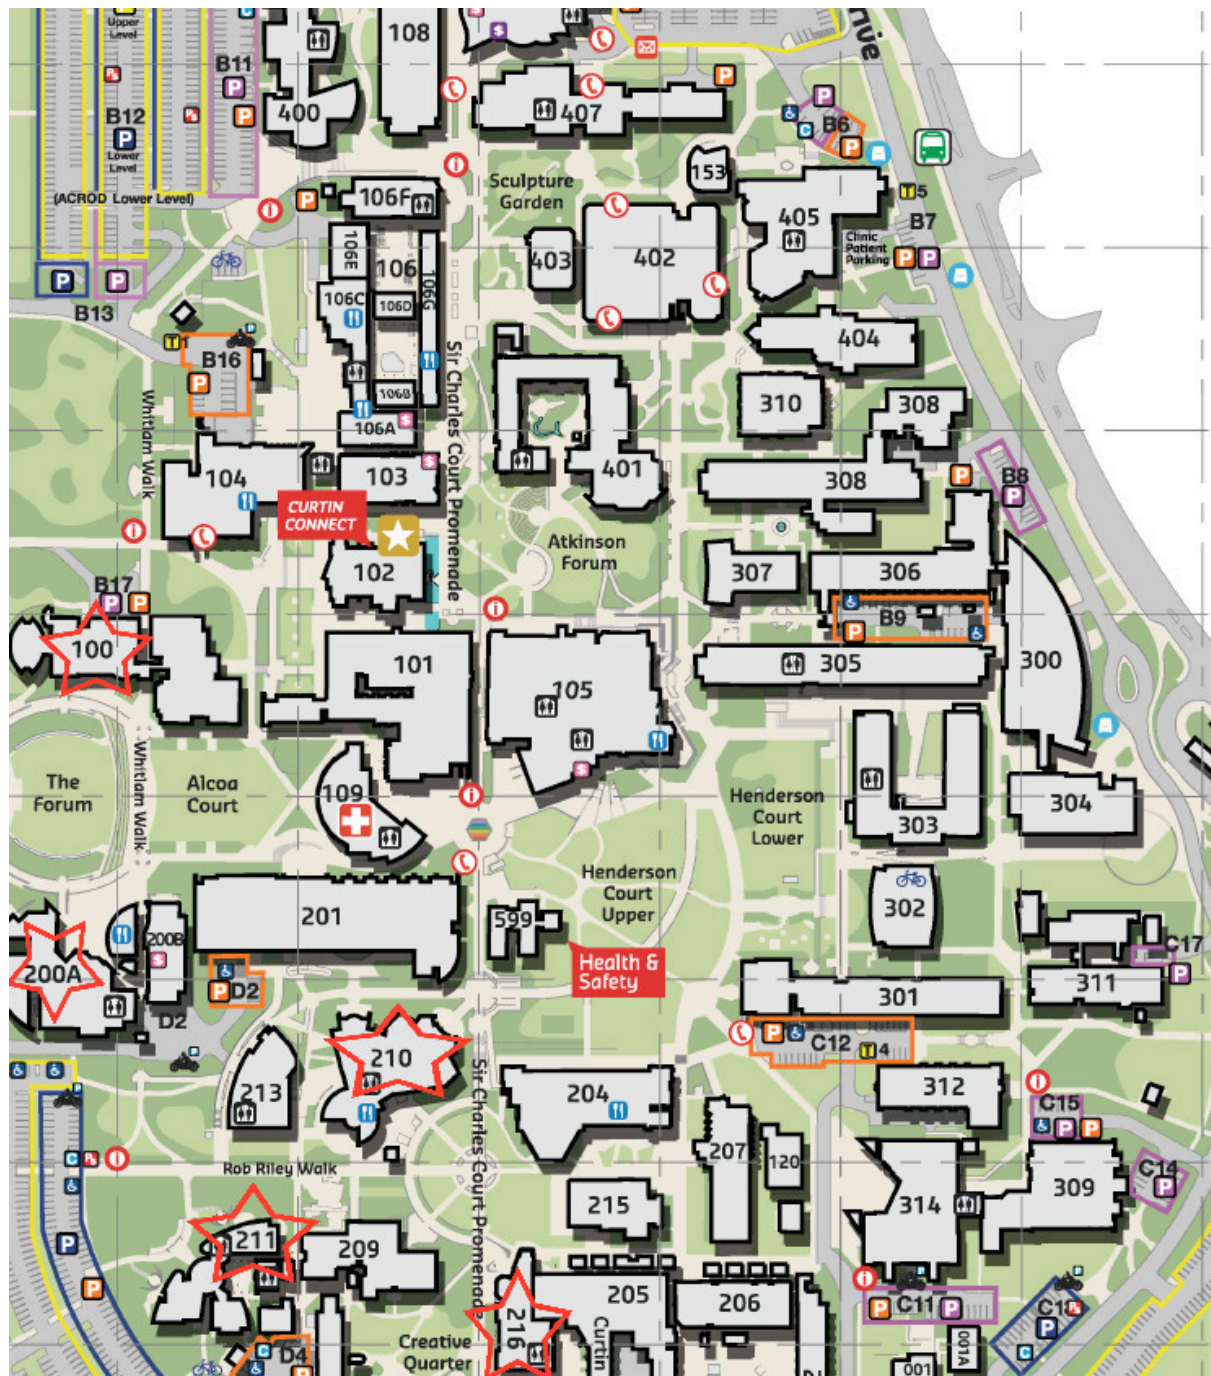 Upper
Level
108
Drive
B11
B12
Lower
Level
400
407
B6
(ACROD Lower Level)
106F
Sculpture
Garden
153
405
T 5
B7
Clinic
Patient
Parking
106E
106
106G
403
402
B13
106C
106D
T 1
B16
404
Whitlam Walk
106B
106A
Sir Charles Court Promenade
310
308
401
104
103
308
B8
CURTIN
CONNECT
Atkinson
Forum
102
307
306
B17
B9
100
101
105
305
300
The
Forum
Whitlam Walk
Alcoa
Court
109
Henderson
Court
Lower
303
304
Henderson
Court
Upper
201
599
302
200B
200A
Health &
Safety
C17
D2
D2
301
311
210
C12
T 4
213
Sir Charles Court Promenade
204
312
C15
207
120
Rob Riley Walk
215
314
309
C14
211
209
205
206
216
C11
C18
Creative
Quarter
Curtin
D4
001
001A